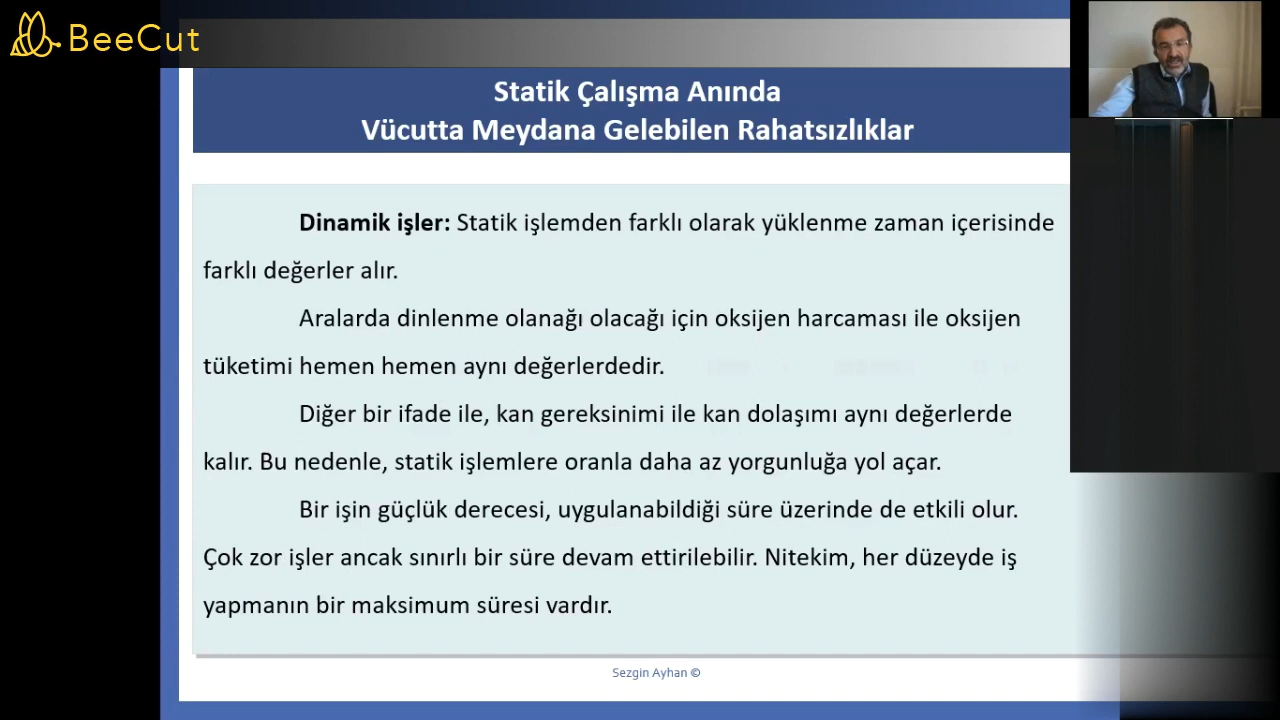 BeeCut
Statik Çalışma Anında
Vücutta Meydana Gelebilen Rahatsızlıklar
Dinamik işler: Statik işlemden farklı olarak yüklenme zaman içerisinde
farklı değerler alır.
Aralarda dinlenme olanağı olacağı için oksijen harcaması ile oksijen
tüketimi hemen hemen aynı değerlerdedir.
Diğer bir ifade ile, kan gereksinimi ile kan dolaşımı aynı değerlerde
kalır. Bu nedenle, statik işlemlere oranla daha az yorgunluğa yol açar.
Bir işin güçlük derecesi, uygulanabildiği süre üzerinde de etkili olur.
Çok zor işler ancak sınırlı bir süre devam ettirilebilir. Nitekim, her düzeyde iş
yapmanın bir maksimum süresi vardır.
Sezgin Ayhan ©